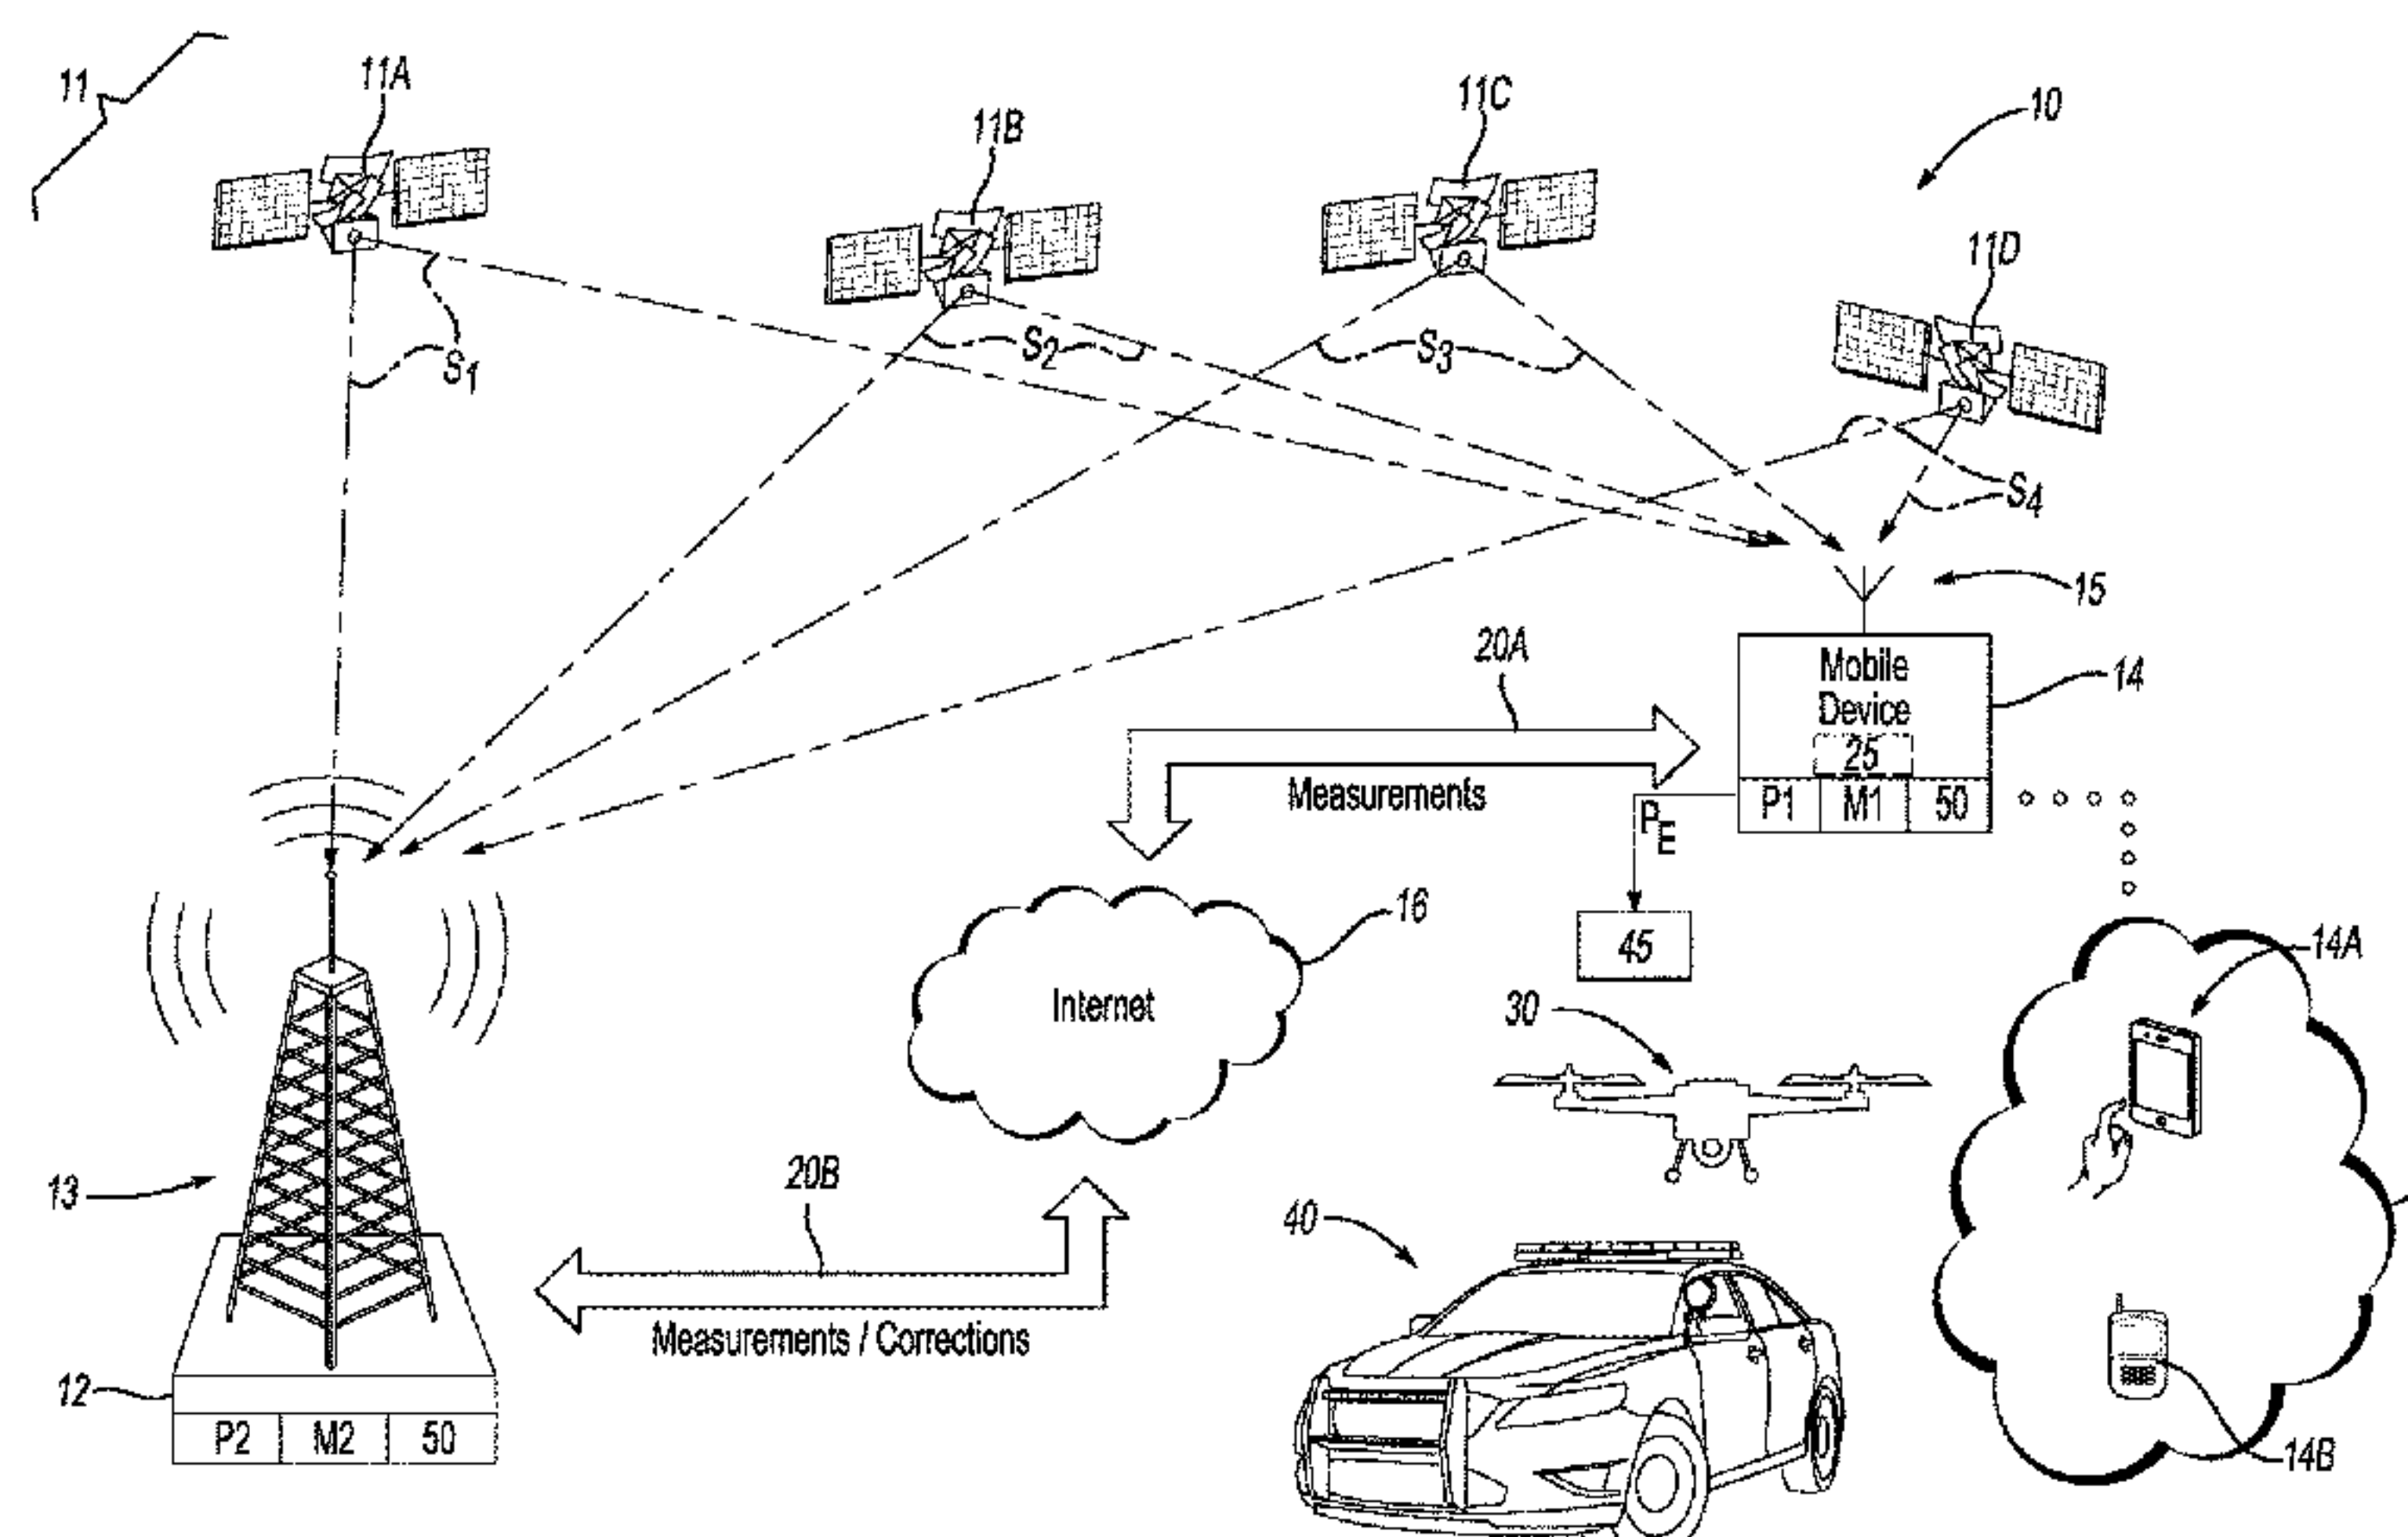 11
11A
11B
11C
10
11D
S1
S2
S3
S4
15
20A
Mobile
Device
14
25
Measurements
P1 M1 50
PE
16
14A
45
Internet
30
13
20B
40
Measurements / Corrections
12
P2 M2 50
14B